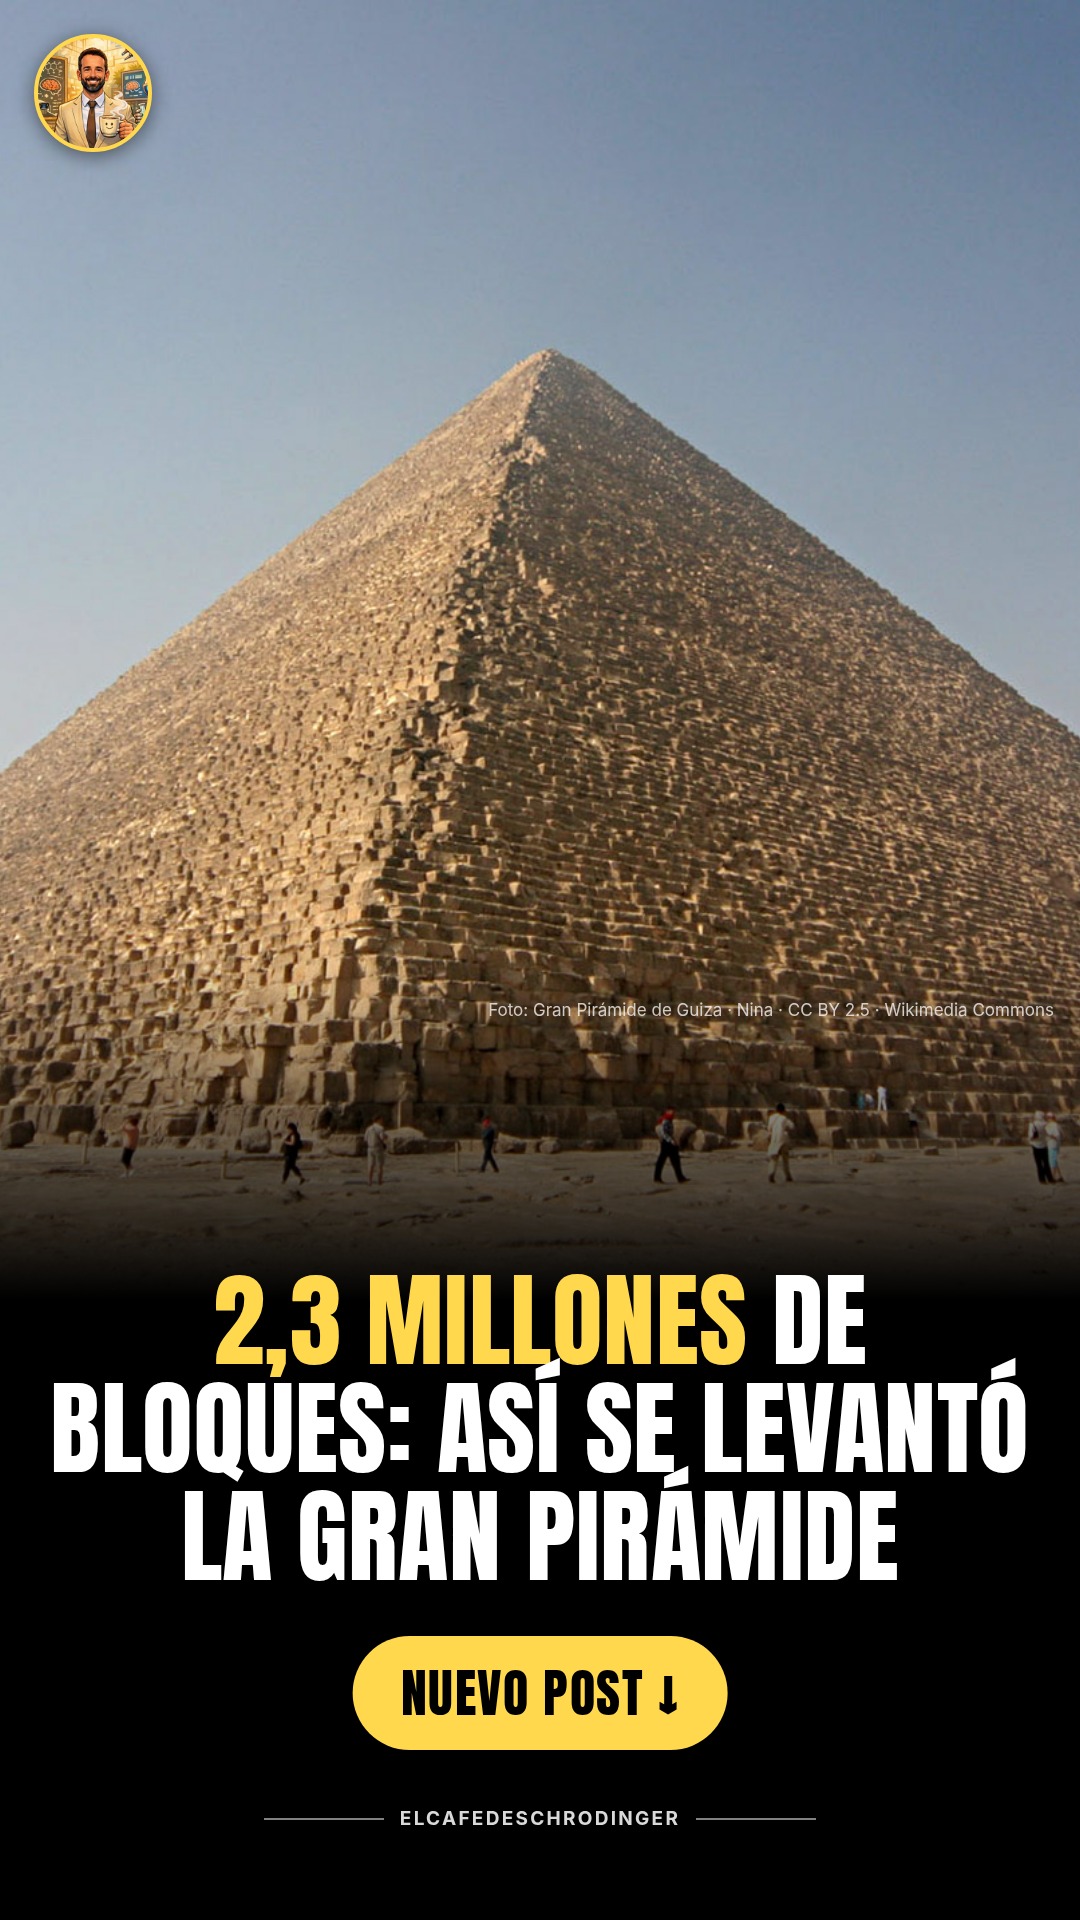 Foto: Gran Pirámide de Guiza · Nina · CC BY 2.5 · Wikimedia Commons
2,3 MILLONES DE
BLOQUES: ASÍ SE LEVANTÓ
LA GRAN PIRÁMIDE
NUEVO POST ↓
ELCAFEDESCHRODINGER